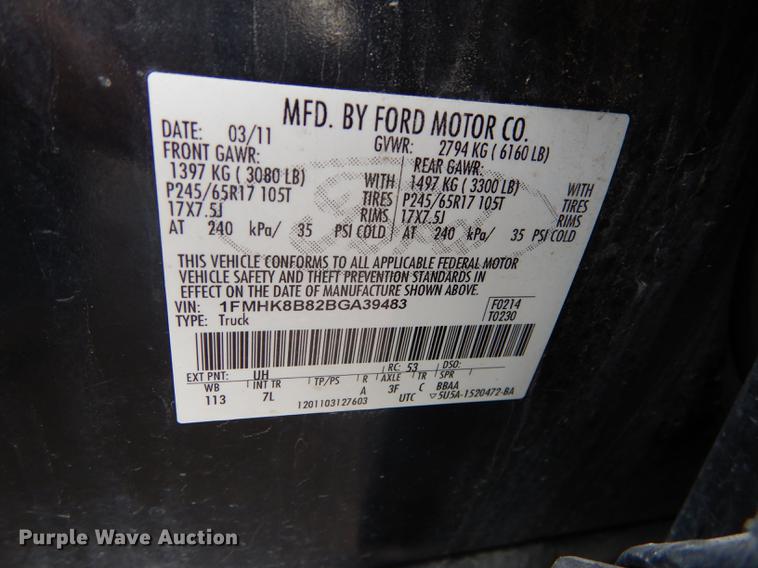 MFD. BY FORD MOTOR CO.
DATE: 03/11 GVWR: 2794 KG ( 6160 LB)
FRONT GAWR: REAR GAWR:
1397 KG ( 3080 LB) WITH 1497 KG ( 3300 LB) WITH
P245/65R17 105T TIRES P245/65R17 105T TIRES
17X7.5J RIMS 17X7.5J RIMS
AT 240 kPa/ 35 PSI COLD AT 240 kPa/ 35 PSI COLD
Ford
THIS VEHICLE CONFORMS TO ALL APPLICABLE FEDERAL MOTOR
VEHICLE SAFETY AND THEFT PREVENTION STANDARDS IN
EFFECT ON THE DATE OF MANUFACTURE SHOWN ABOVE.
VIN: 1FMHK8B82BGA39483 F0214
TYPE: Truck T0230
EXT PNT: UH RC: 53 DSO:
WB INT TR TP/PS R AXLE TR SPR
113 7L A 3F C BBAA
1201103127603 UTC ▽5U5A-1520472-BA
Purple Wave Auction